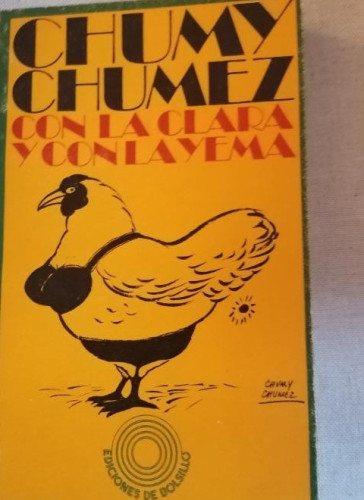 CHUMY
CHUMEZ
CON LA CLARA
Y CON LA YEMA
CHUMY
CHUMEZ
EDICIONES DE BOLSILLO